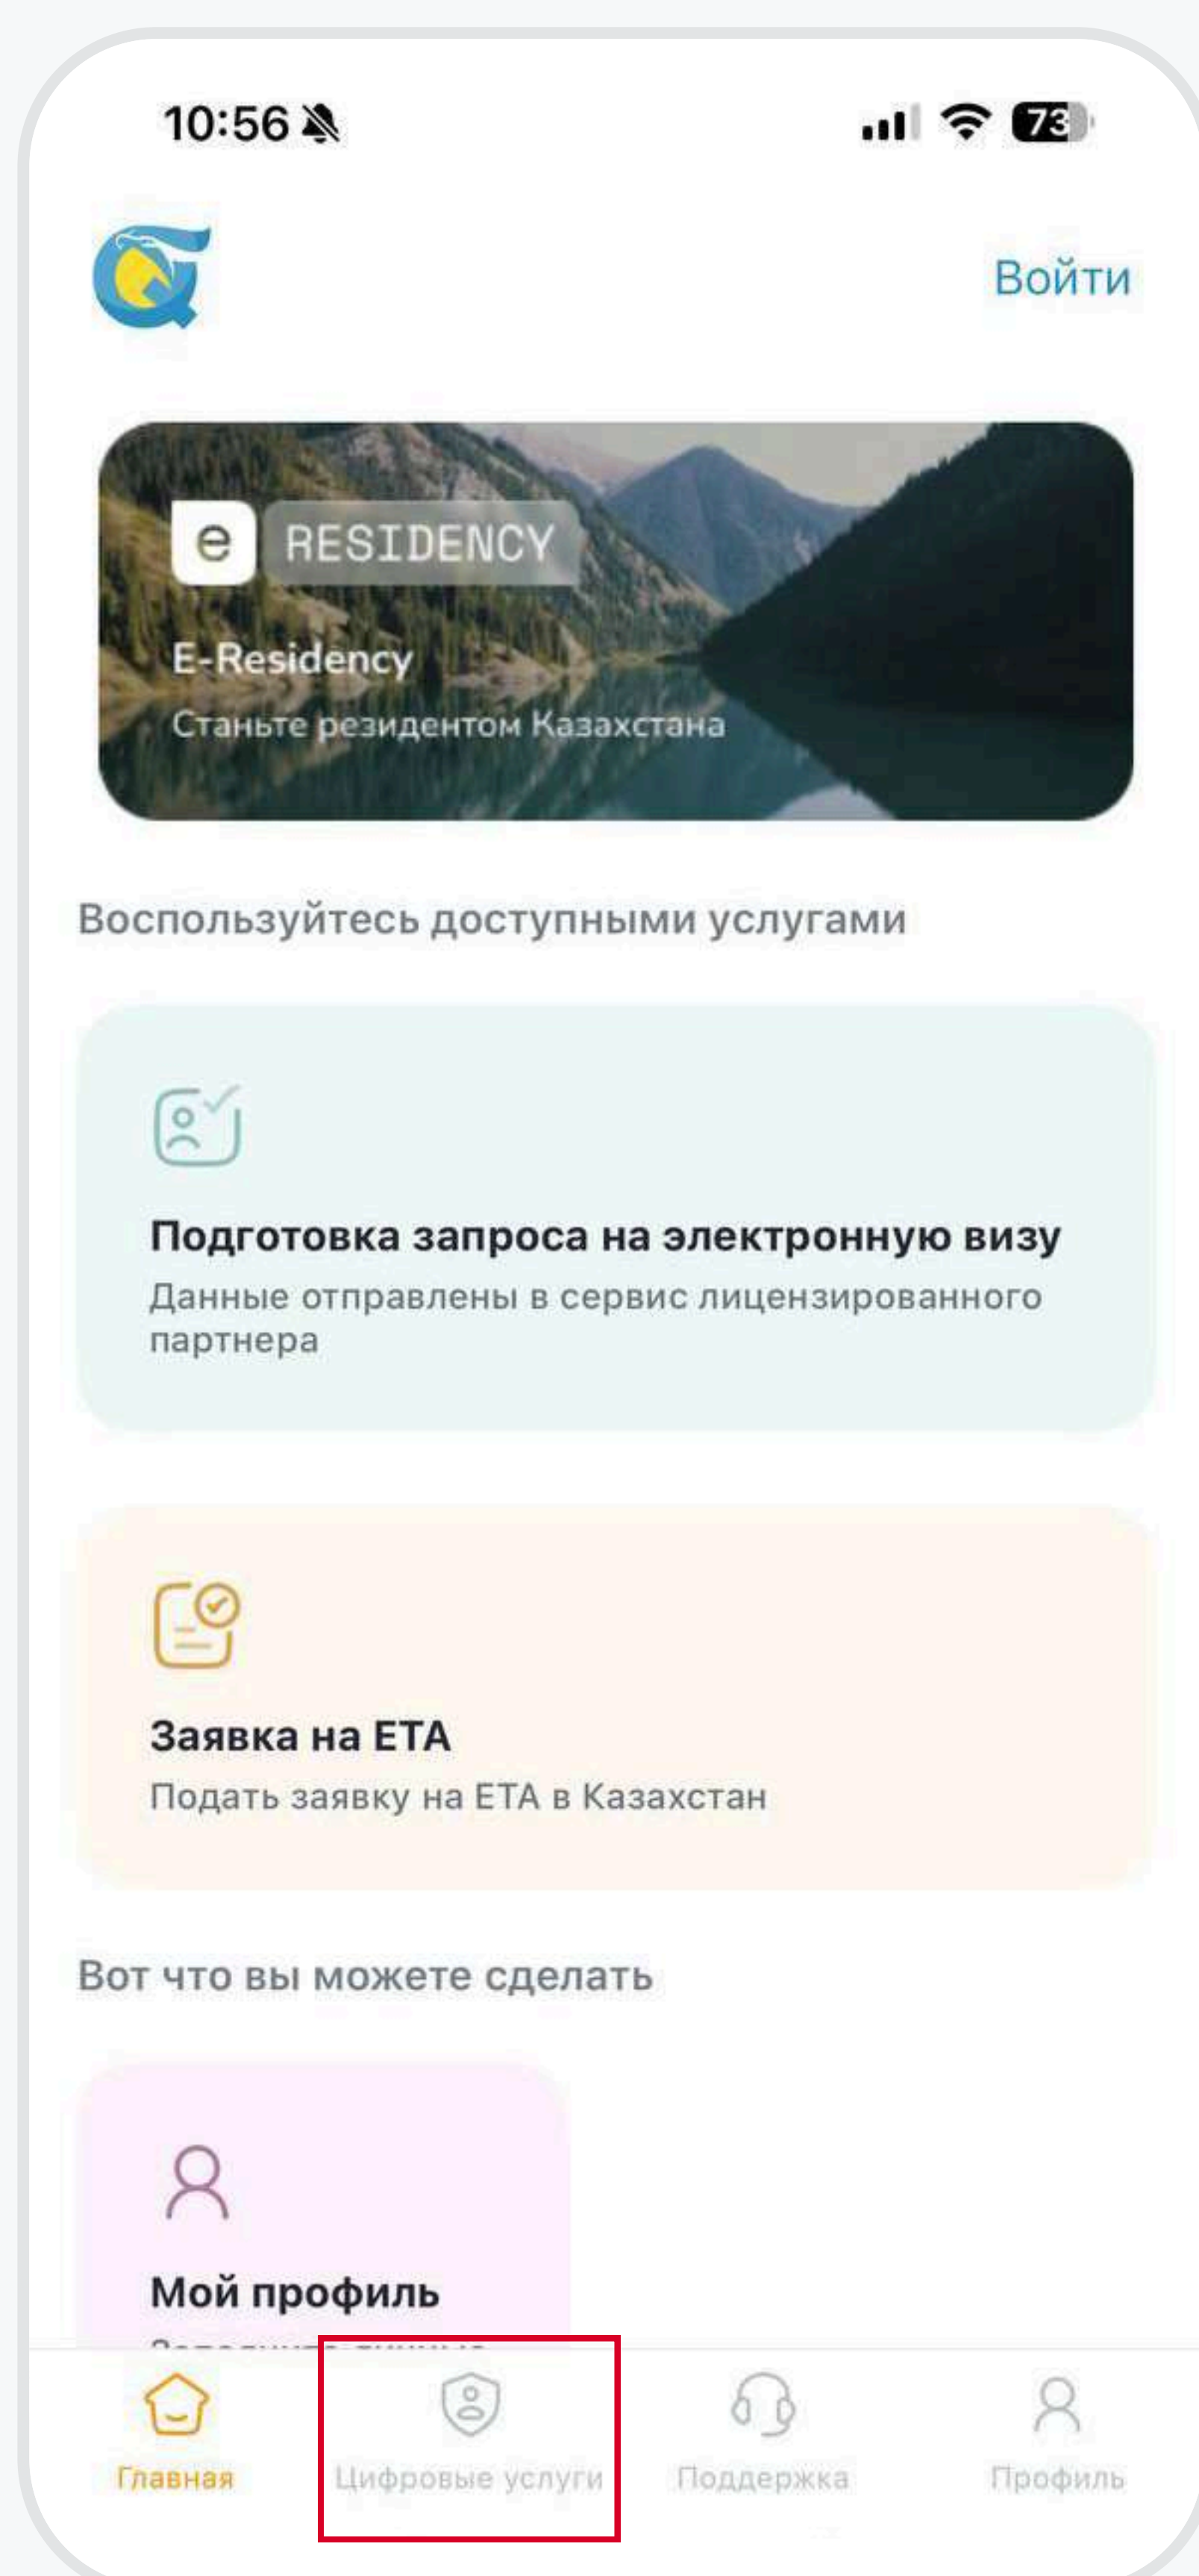 10:56
73
Войти
e RESIDENCY
E-Residency
Станьте резидентом Казахстана
Воспользуйтесь доступными услугами
Подготовка запроса на электронную визу
Данные отправлены в сервис лицензированного
партнера
Заявка на ЕТА
Подать заявку на ЕТА в Казахстан
Вот что вы можете сделать
Мой профиль
Главная
Цифровые услуги
Поддержка
Профиль